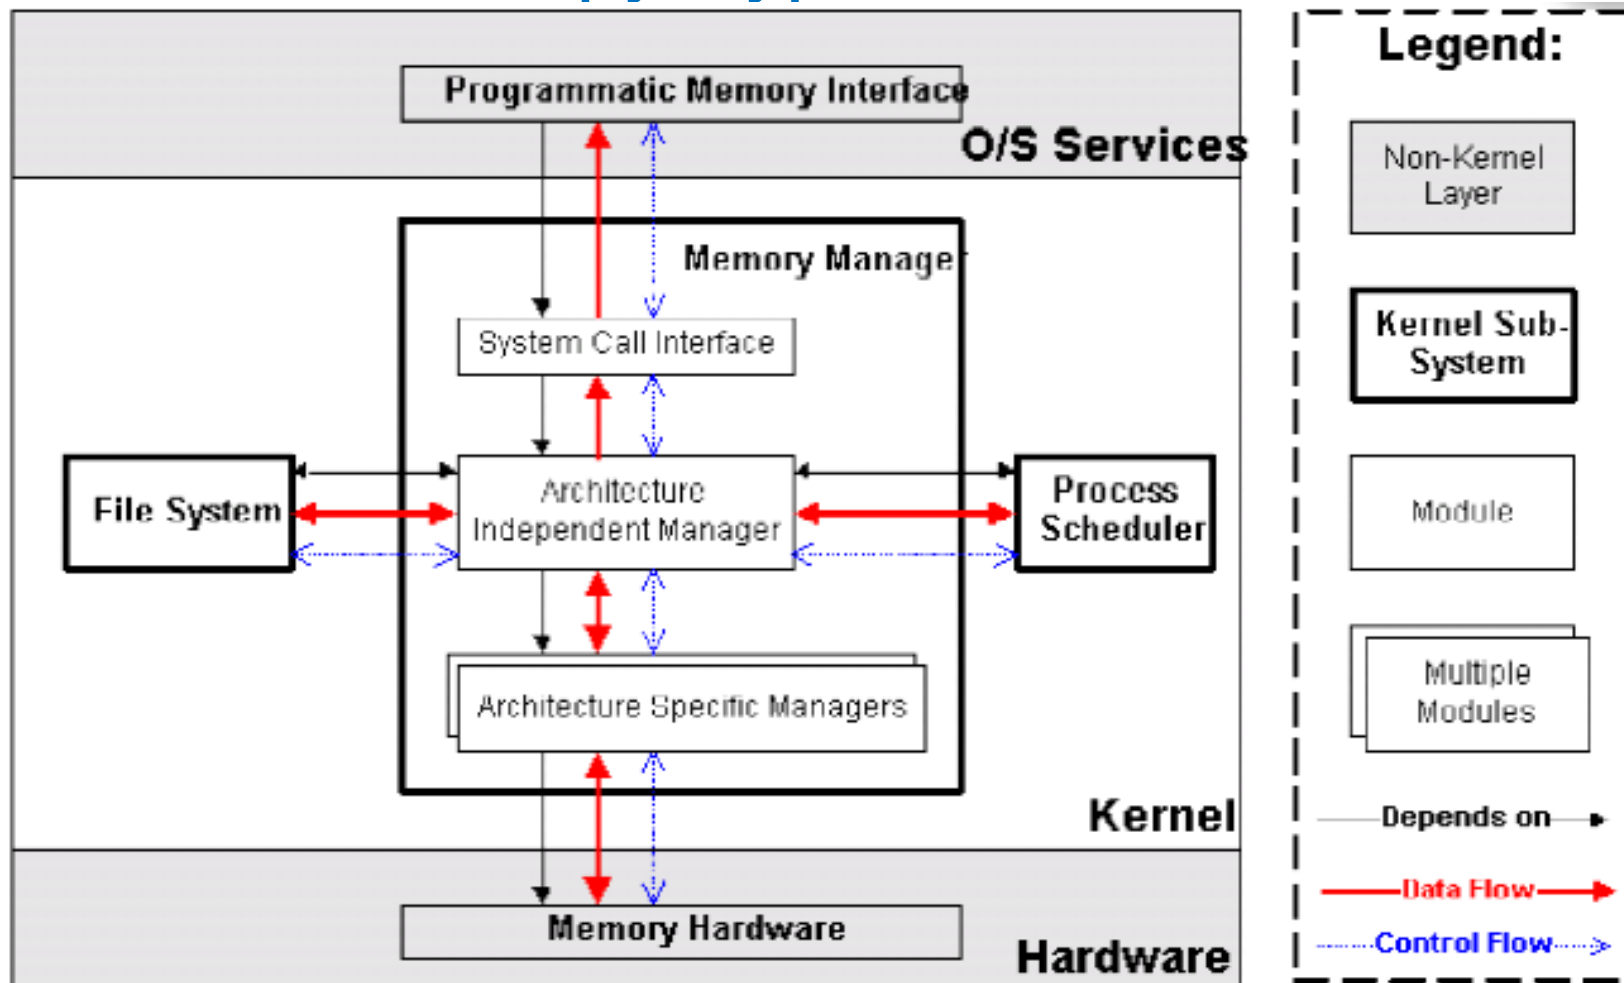 Programmatic Memory Interface
O/S Services
Memory Manager
System Call Interface
File System
Architecture
Independent Manager
Process
Scheduler
Architecture Specific Managers
Kernel
Memory Hardware
Hardware
Legend:
Non-Kernel
Layer
Kernel Sub-
System
Module
Multiple
Modules
Depends on
Data Flow
Control Flow